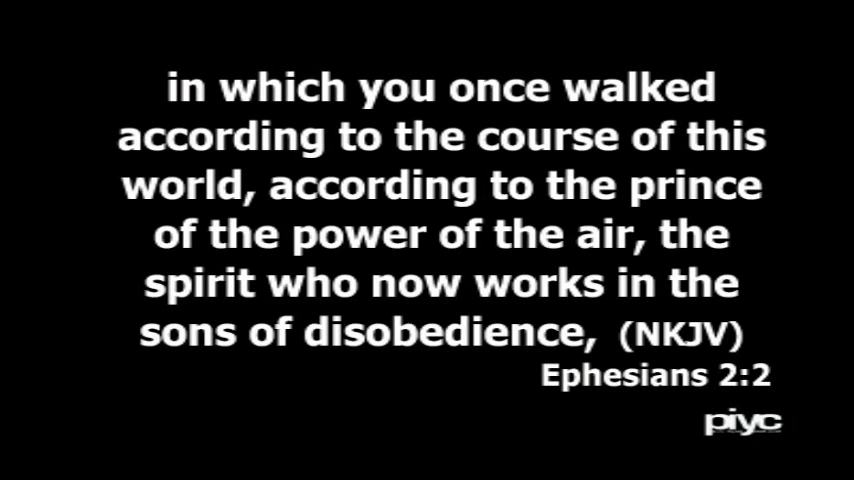 in which you once walked
according to the course of this
world, according to the prince
of the power of the air, the
spirit who now works in the
sons of disobedience, (NKJV)
Ephesians 2:2
piyc